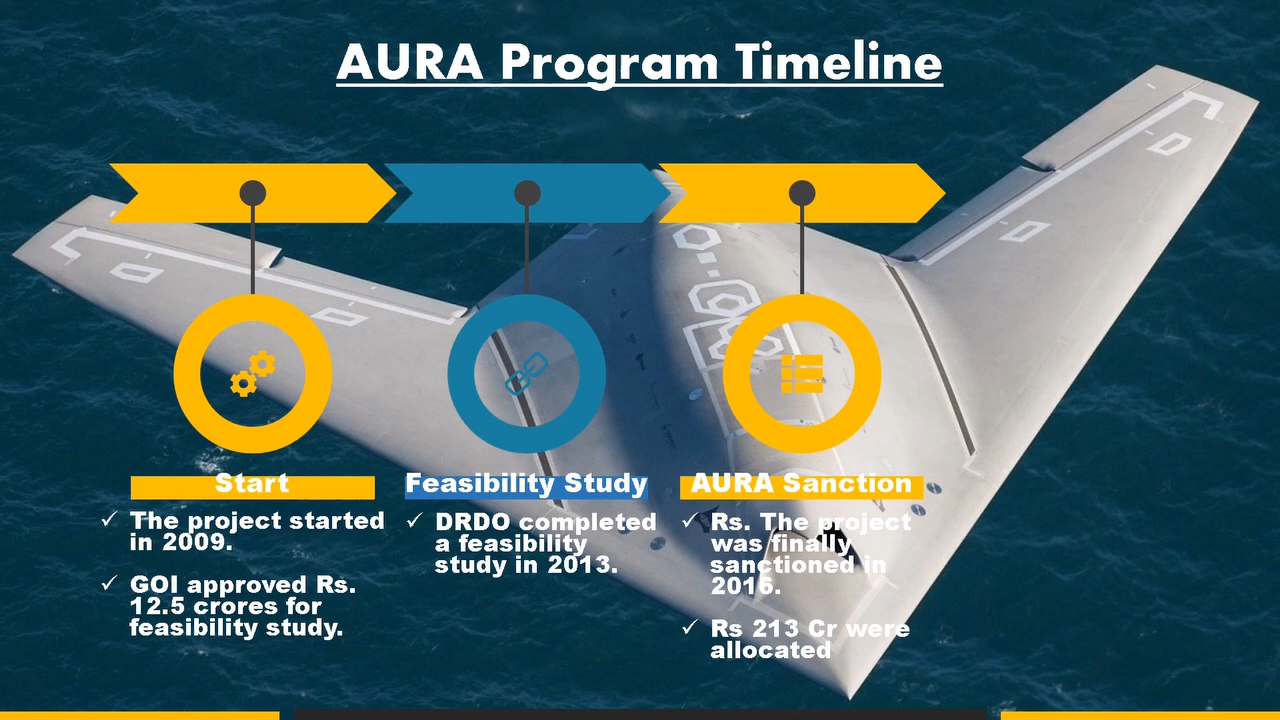 AURA Program Timeline
Start
✓ The project started
in 2009.
✓ GOI approved Rs.
12.5 crores for
feasibility study.
Feasibility Study
✓ DRDO completed
a feasibility
study in 2013.
AURA Sanction
✓ Rs. The project
was finally
sanctioned in
2016.
✓ Rs 213 Cr were
allocated